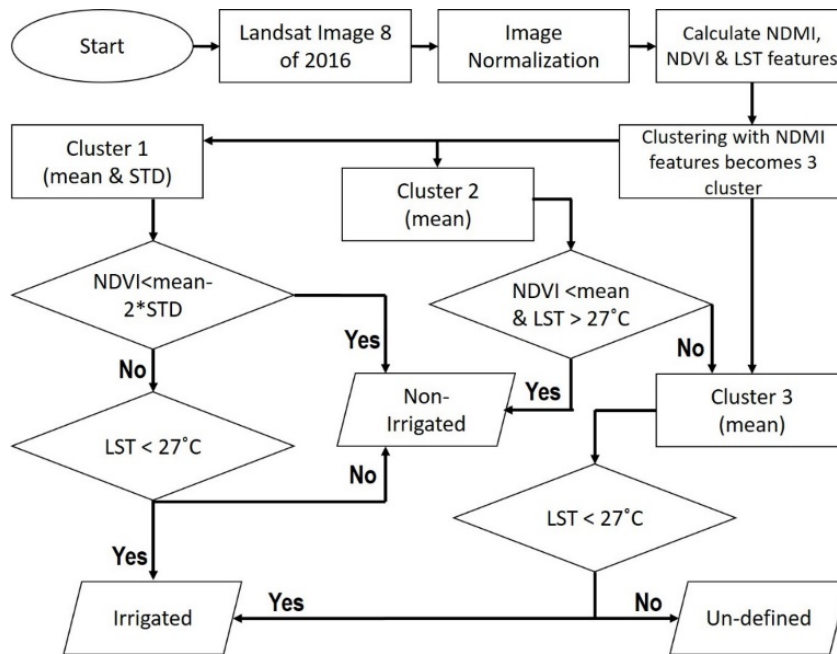 Start
Landsat Image 8
of 2016
Image
Normalization
Calculate NDMI,
NDVI & LST features
Cluster 1
(mean & STD)
Cluster 2
(mean)
Clustering with NDMI
features becomes 3
cluster
NDVI<mean-
2*STD
NDVI <mean
& LST > 27˚C
Yes
No
No
Yes
Non-
Irrigated
Cluster 3
(mean)
LST < 27˚C
No
LST < 27˚C
Yes
Irrigated
Yes
No
Un-defined